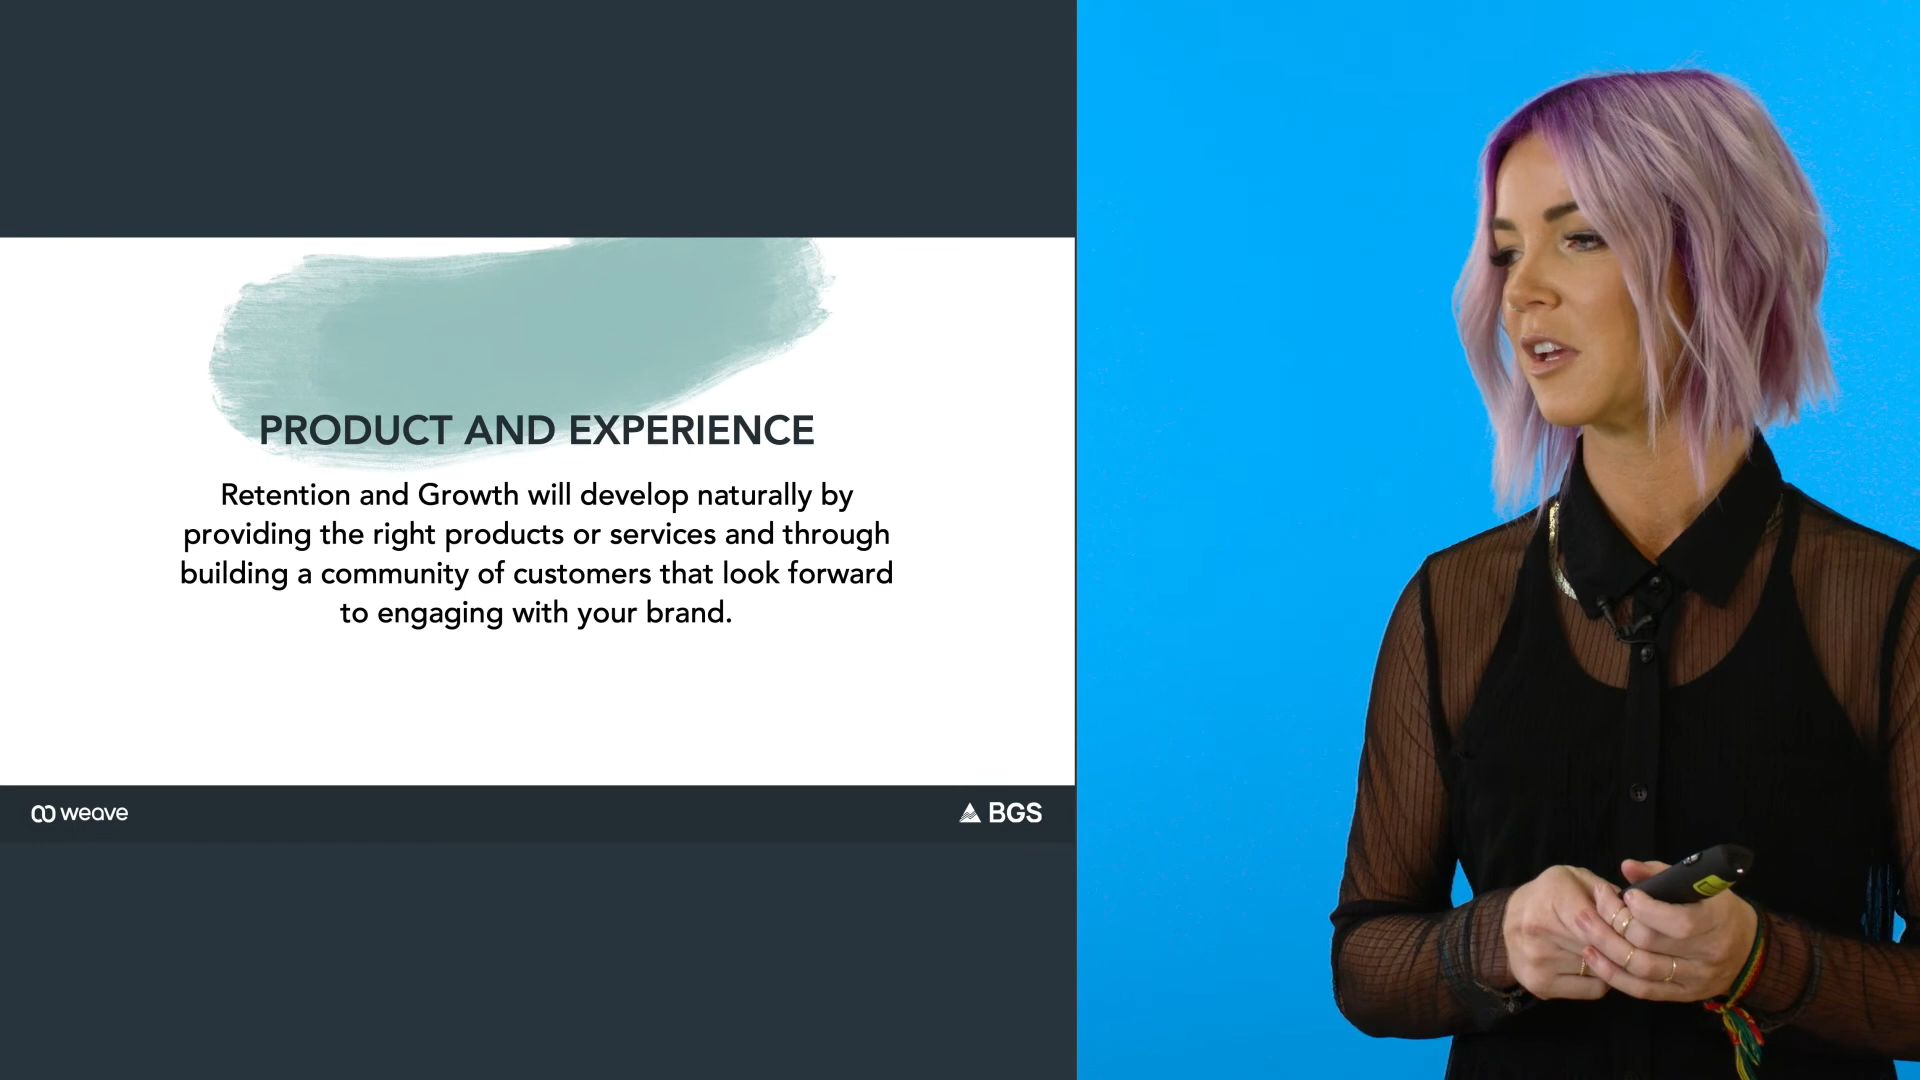 PRODUCT AND EXPERIENCE
Retention and Growth will develop naturally by
providing the right products or services and through
building a community of customers that look forward
to engaging with your brand.
weave
BGS